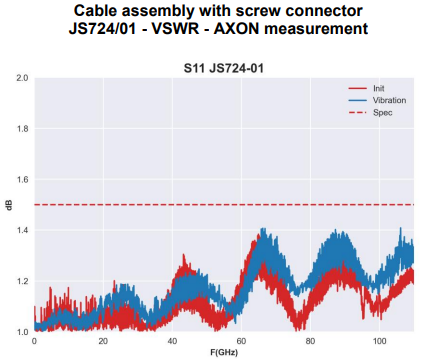 Cable assembly with screw connector
JS724/01 - VSWR - AXON measurement
S11 JS724-01
2.0
Init
Vibration
Spec
1.8
1.6
dB
1.4
1.2
1.0
0
20
40
60
80
100
F(GHz)